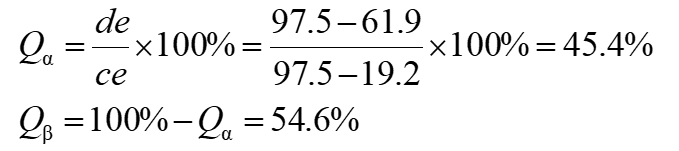 Qα = de/ce ×100% = (97.5−61.9)/(97.5−19.2) ×100% = 45.4%
Qβ =100%−Qα = 54.6%